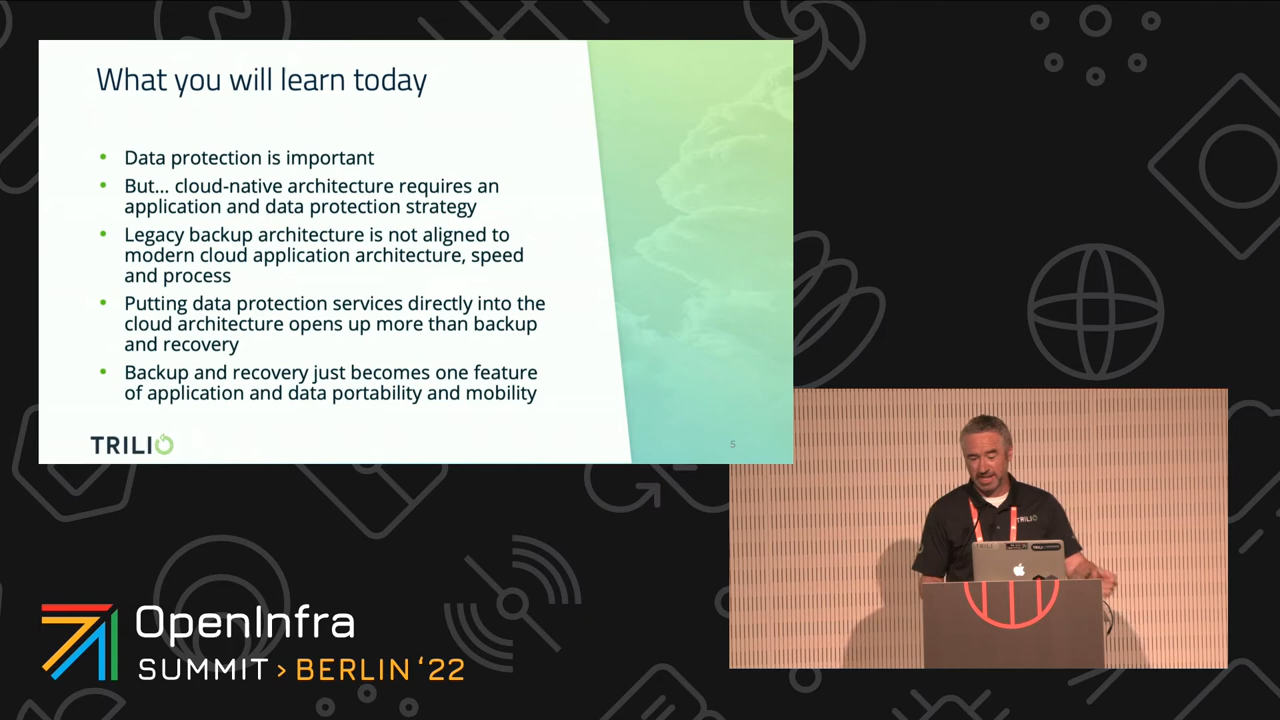 What you will learn today
• Data protection is important
• But... cloud-native architecture requires an
application and data protection strategy
• Legacy backup architecture is not aligned to
modern cloud application architecture, speed
and process
• Putting data protection services directly into the
cloud architecture opens up more than backup
and recovery
• Backup and recovery just becomes one feature
of application and data portability and mobility
TRILIO
5
TRILIO
TRILIO
OpenInfra
SUMMIT > BERLIN ‘22